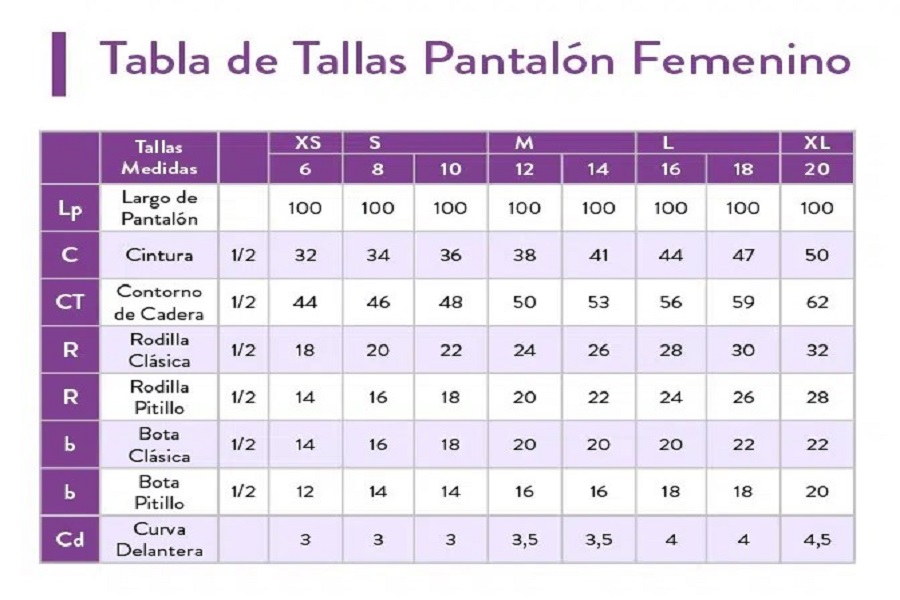 Tabla de Tallas Pantalón Femenino
Tallas Medidas XS S M L XL
6 8 10 12 14 16 18 20
Lp Largo de Pantalón 100 100 100 100 100 100 100 100
C Cintura 1/2 32 34 36 38 41 44 47 50
CT Contorno de Cadera 1/2 44 46 48 50 53 56 59 62
R Rodilla Clásica 1/2 18 20 22 24 26 28 30 32
R Rodilla Pitillo 1/2 14 16 18 20 22 24 26 28
b Bota Clásica 1/2 14 16 18 20 20 20 22 22
b Bota Pitillo 1/2 12 14 14 16 16 18 18 20
Cd Curva Delantera 3 3 3 3,5 3,5 4 4 4,5